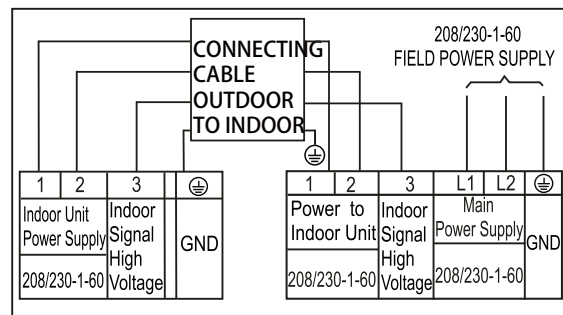 208/230-1-60
FIELD POWER SUPPLY
CONNECTING
CABLE
OUTDOOR
TO INDOOR
1 2 3
Indoor Unit
Power Supply
208/230-1-60
Indoor
Signal
High
Voltage
GND
1 2 3 L1 L2
Power to
Indoor Unit
208/230-1-60
Indoor
Signal
High
Voltage
Main
Power Supply
208/230-1-60
GND